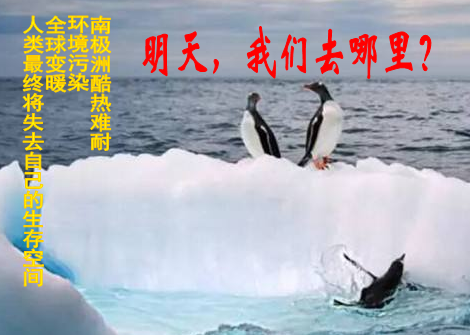 明天，我们去哪里？
南极洲酷热难耐
环境污染
全球变暖
人类最终将失去自己的生存空间